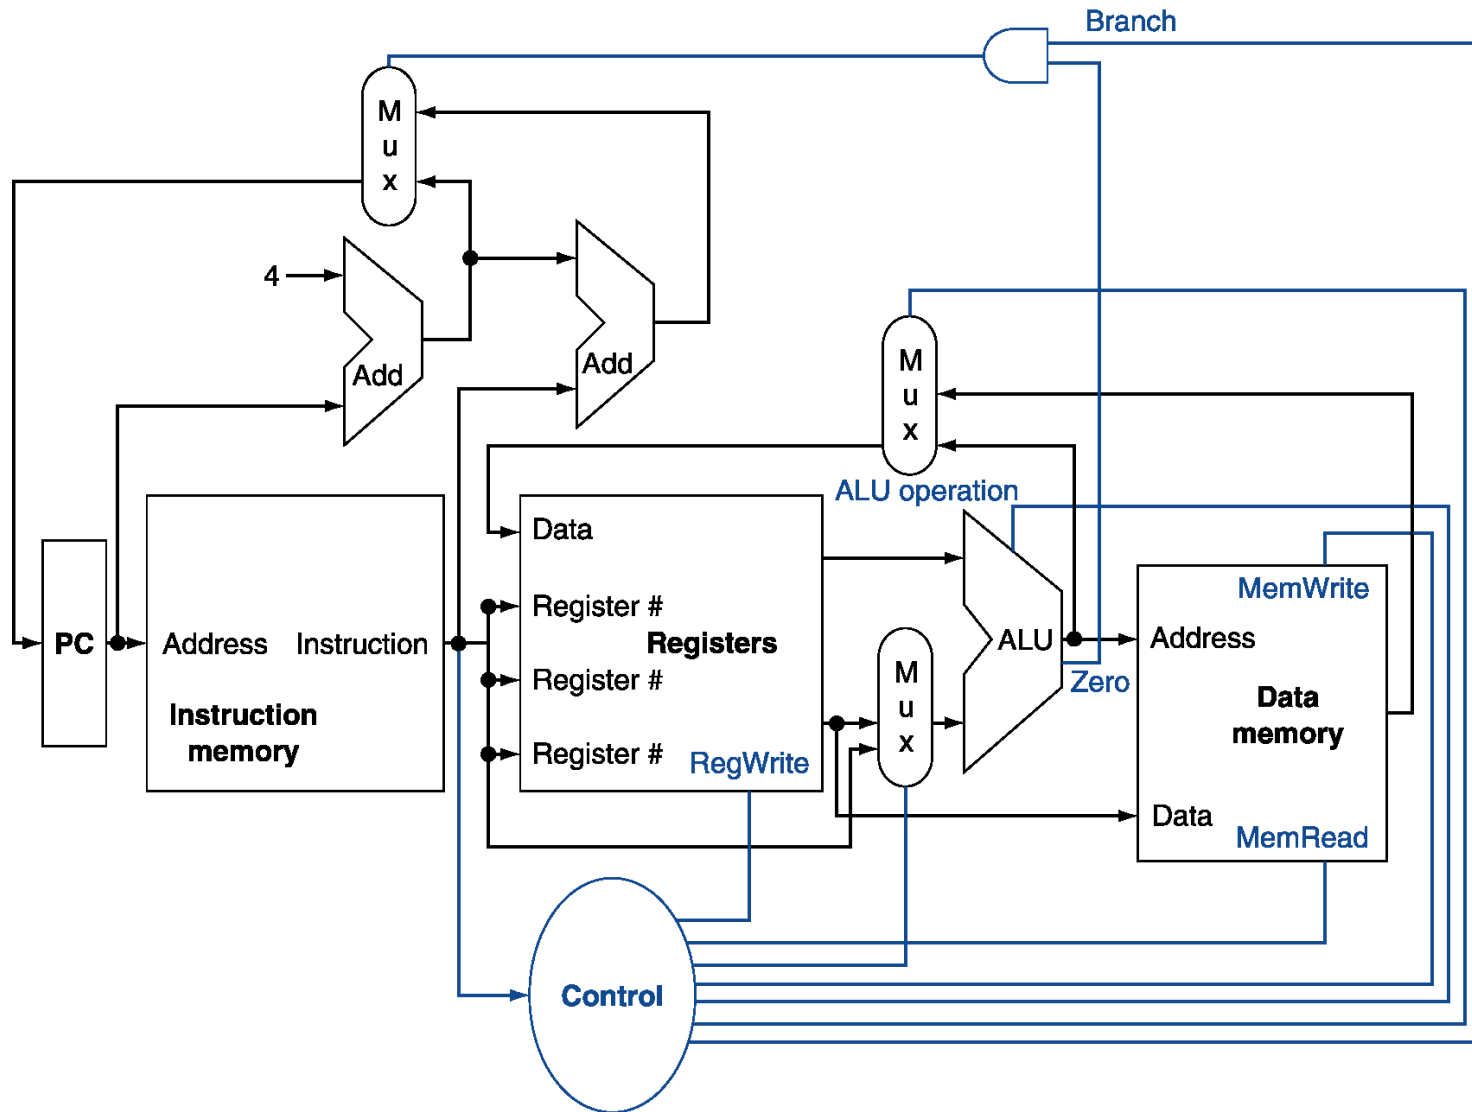 Branch
M
u
x
4
Add
Add
M
u
x
ALU operation
Data
Register #
Registers
Register #
Register #
RegWrite
PC
Address
Instruction
Instruction
memory
M
u
x
ALU
Zero
MemWrite
Address
Data
memory
Data
MemRead
Control